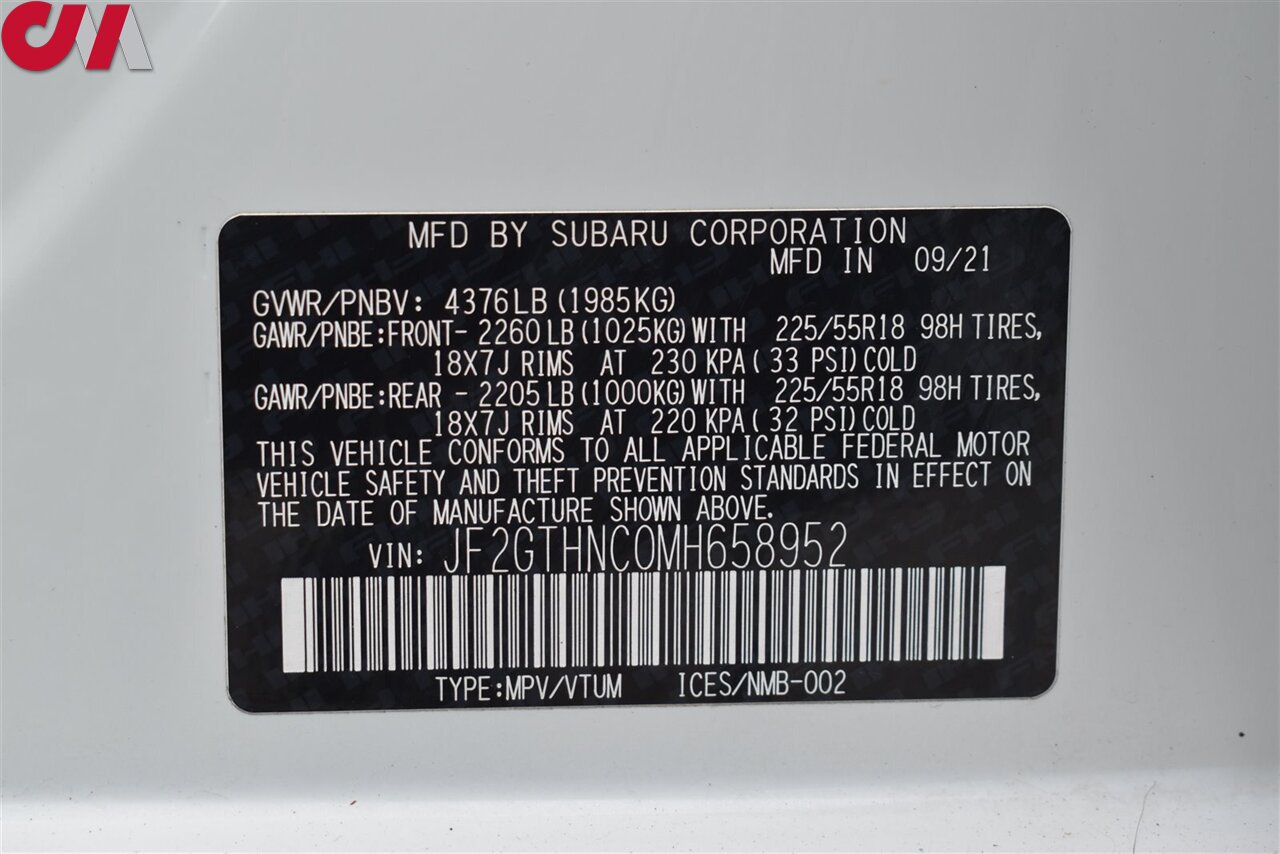 CM
MFD BY SUBARU CORPORATION
MFD IN 09/21
GVWR/PNBV: 4376LB (1985KG)
GAWR/PNBE:FRONT- 2260 LB (1025KG) WITH 225/55R18 98H TIRES,
18X7J RIMS AT 230 KPA ( 33 PSI) COLD
GAWR/PNBE:REAR - 2205 LB (1000KG) WITH 225/55R18 98H TIRES,
18X7J RIMS AT 220 KPA ( 32 PSI) COLD
THIS VEHICLE CONFORMS TO ALL APPLICABLE FEDERAL MOTOR
VEHICLE SAFETY AND THEFT PREVENTION STANDARDS IN EFFECT ON
THE DATE OF MANUFACTURE SHOWN ABOVE.
VIN: JF2GTHNC0MH658952
TYPE:MPV/VTUM ICES/NMB-002